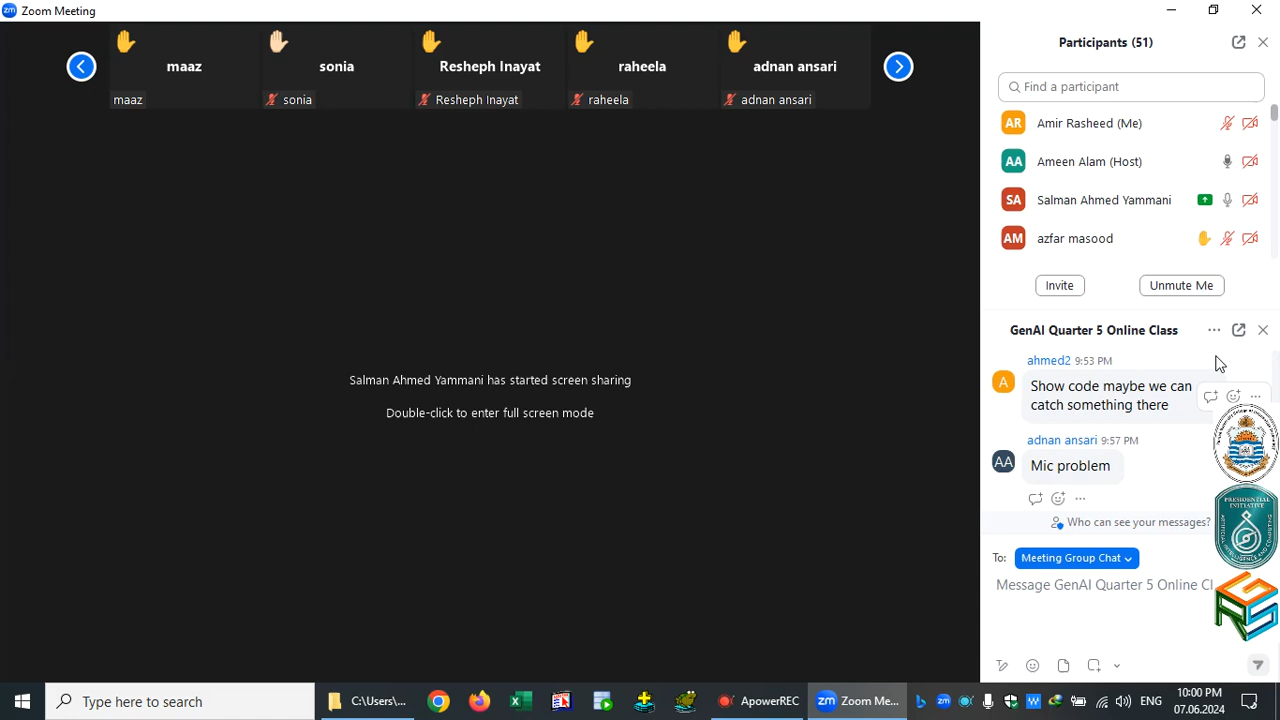 Zoom Meeting
maaz
sonia
Resheph Inayat
raheela
adnan ansari
maaz
sonia
Resheph Inayat
raheela
adnan ansari
Salman Ahmed Yammani has started screen sharing
Double-click to enter full screen mode
Participants (51)
Find a participant
AR Amir Rasheed (Me)
AA Ameen Alam (Host)
SA Salman Ahmed Yammani
AM azfar masood
Invite
Unmute Me
GenAI Quarter 5 Online Class
ahmed2 9:53 PM
A
Show code maybe we can
catch something there
adnan ansari 9:57 PM
AA Mic problem
Who can see your messages?
To: Meeting Group Chat
Message GenAI Quarter 5 Online Cl
PRESIDENTIAL
INITIATIVE
Type here to search
C:\Users\...
ApowerREC
zm Zoom Me...
ENG
10:00 PM
07.06.2024